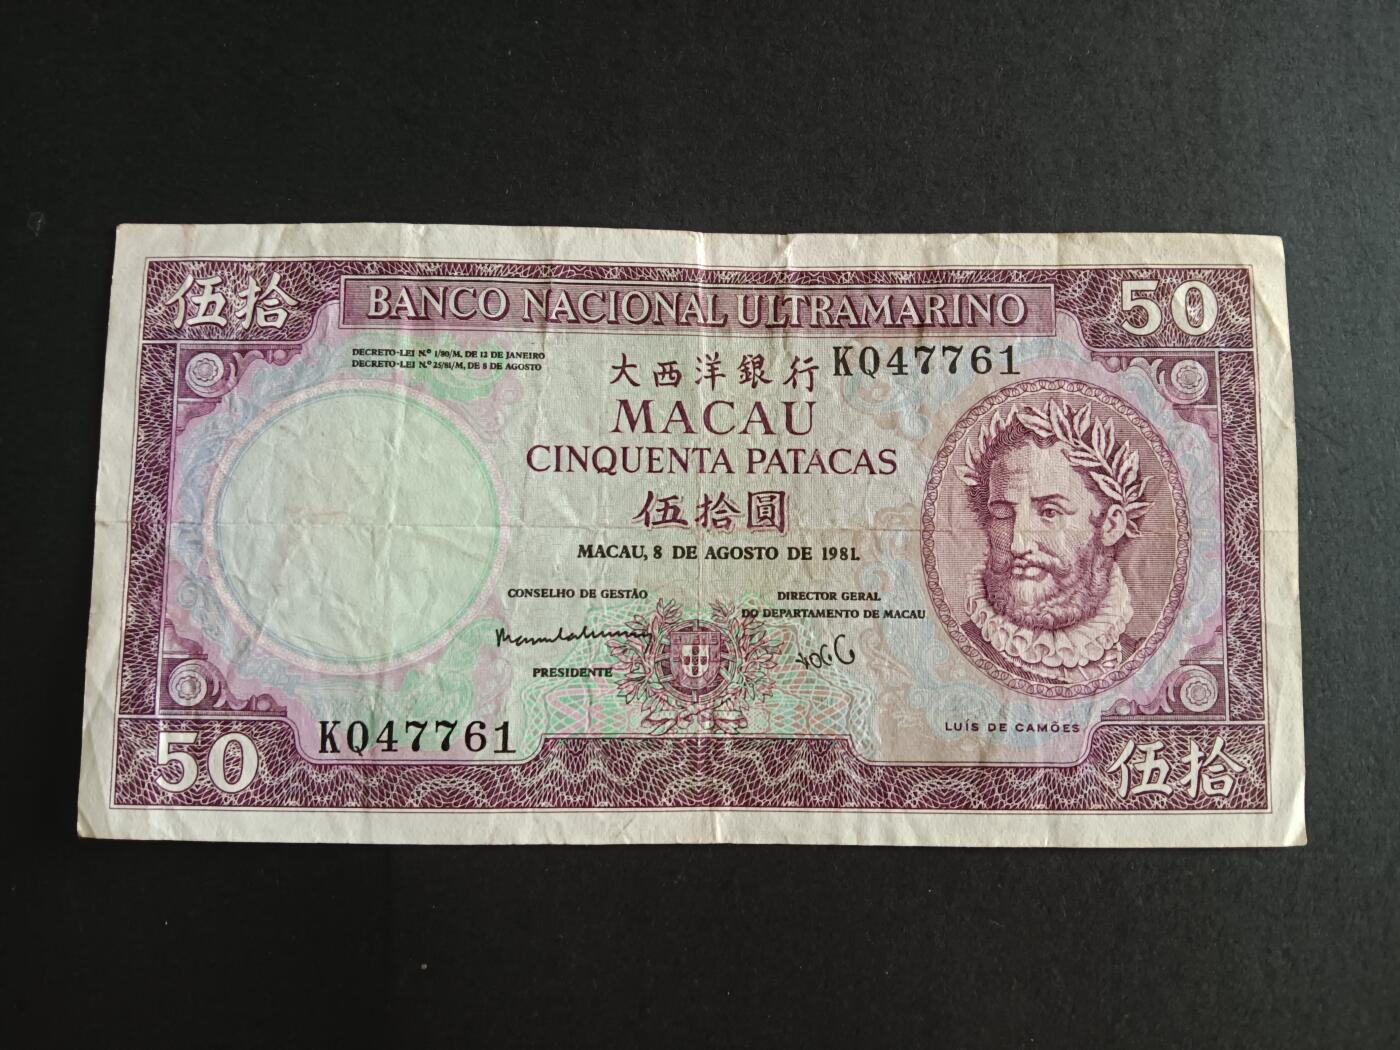 伍拾
BANCO NACIONAL ULTRAMARINO
50
DECRETO-LEI N.º 1/80/M, DE 12 DE JANEIRO
DECRETO-LEI N.º 25/81/M, DE 8 DE AGOSTO
大西洋銀行
KQ47761
MACAU
CINQUENTA PATACAS
伍拾圓
MACAU, 8 DE AGOSTO DE 1981.
CONSELHO DE GESTÃO
PRESIDENTE
DIRECTOR GERAL
DO DEPARTAMENTO DE MACAU
LUÍS DE CAMÕES
KQ47761
50
伍拾